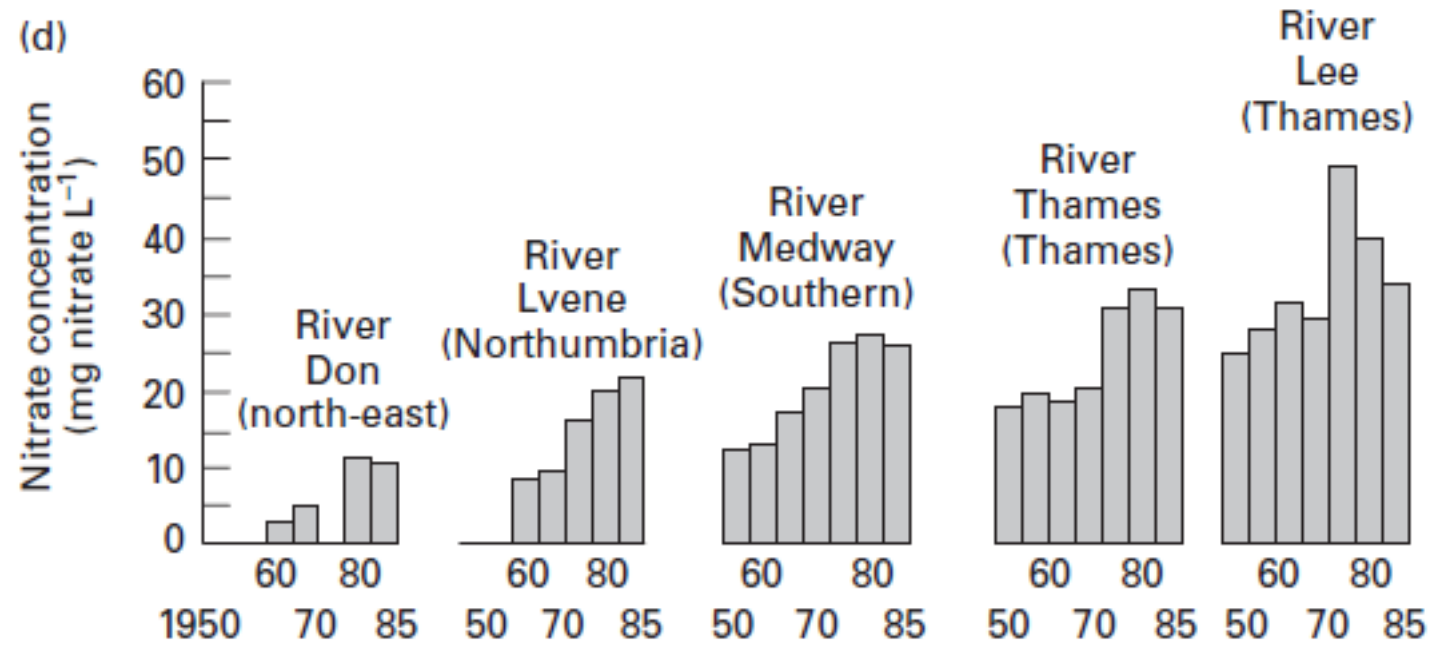 (d)
Nitrate concentration
(mg nitrate L⁻¹)
60
50
40
30
20
10
0
River
Don
(north-east)
River
Lvene
(Northumbria)
River
Medway
(Southern)
River
Thames
(Thames)
River
Lee
(Thames)
60 80 60 80 60 80 60 80 60 80
1950 70 85 50 70 85 50 70 85 50 70 85 50 70 85